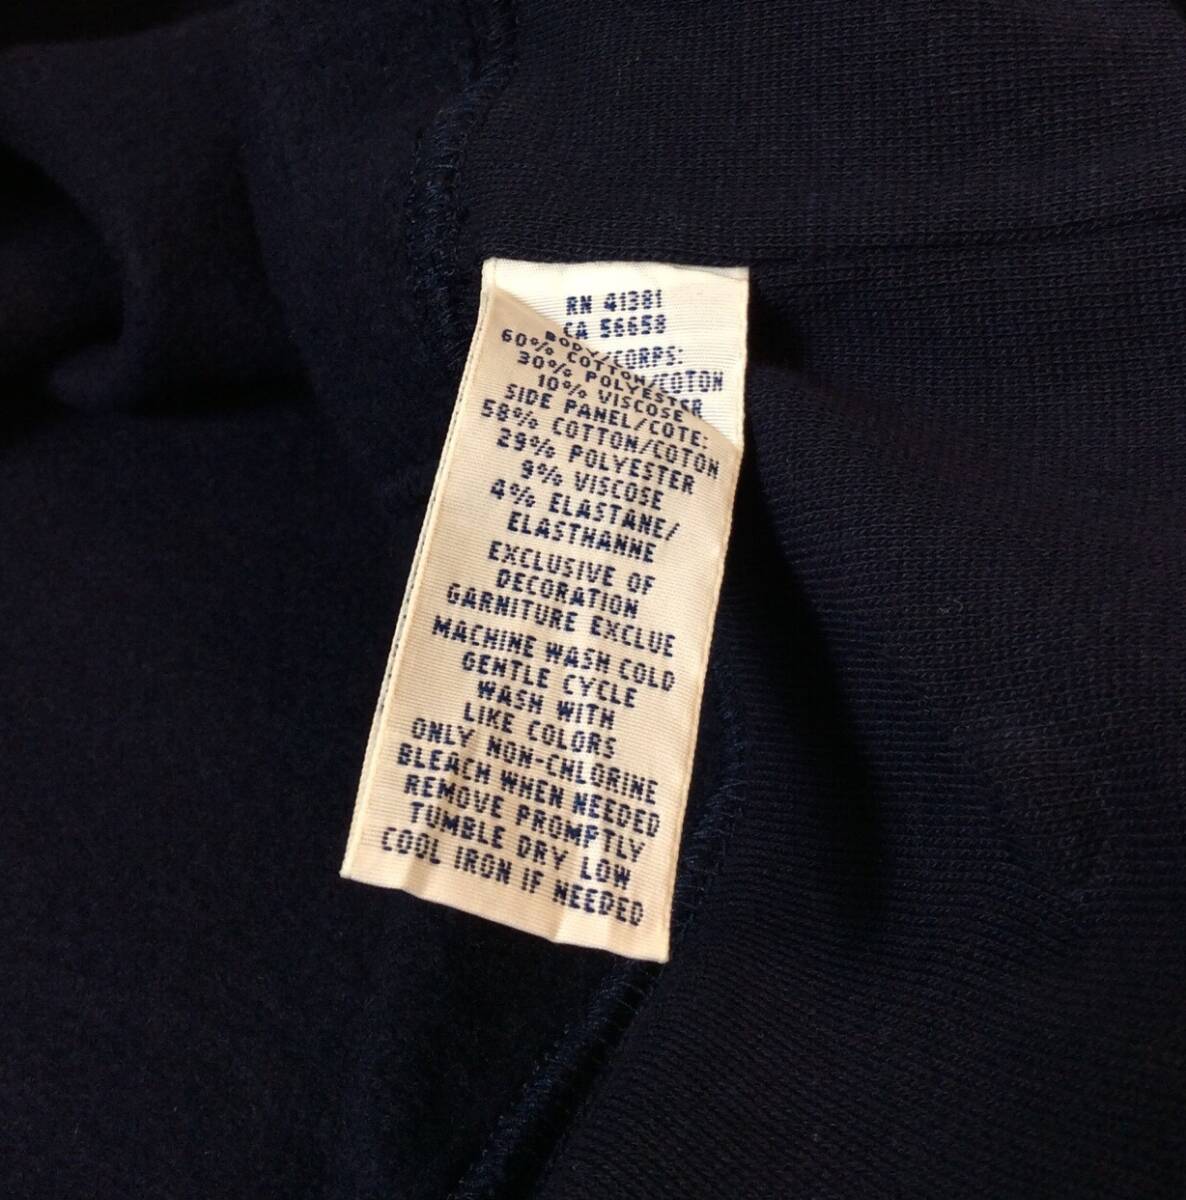 RN 41381
CA 56658
/CORPS:
/COTON
BODY
60% COTTON/
30% POLYESTER
10% VISCOSE
SIDE PANEL/COTE:
58% COTTON/COTON
29% POLYESTER
9% VISCOSE
4% ELASTANE/
ELASTHANNE
EXCLUSIVE OF
DECORATION
GARNITURE EXCLUE
MACHINE WASH COLD
GENTLE CYCLE
WASH WITH
LIKE COLORS
ONLY NON-CHLORINE
BLEACH WHEN NEEDED
REMOVE PROMPTLY
TUMBLE DRY LOW
COOL IRON IF NEEDED